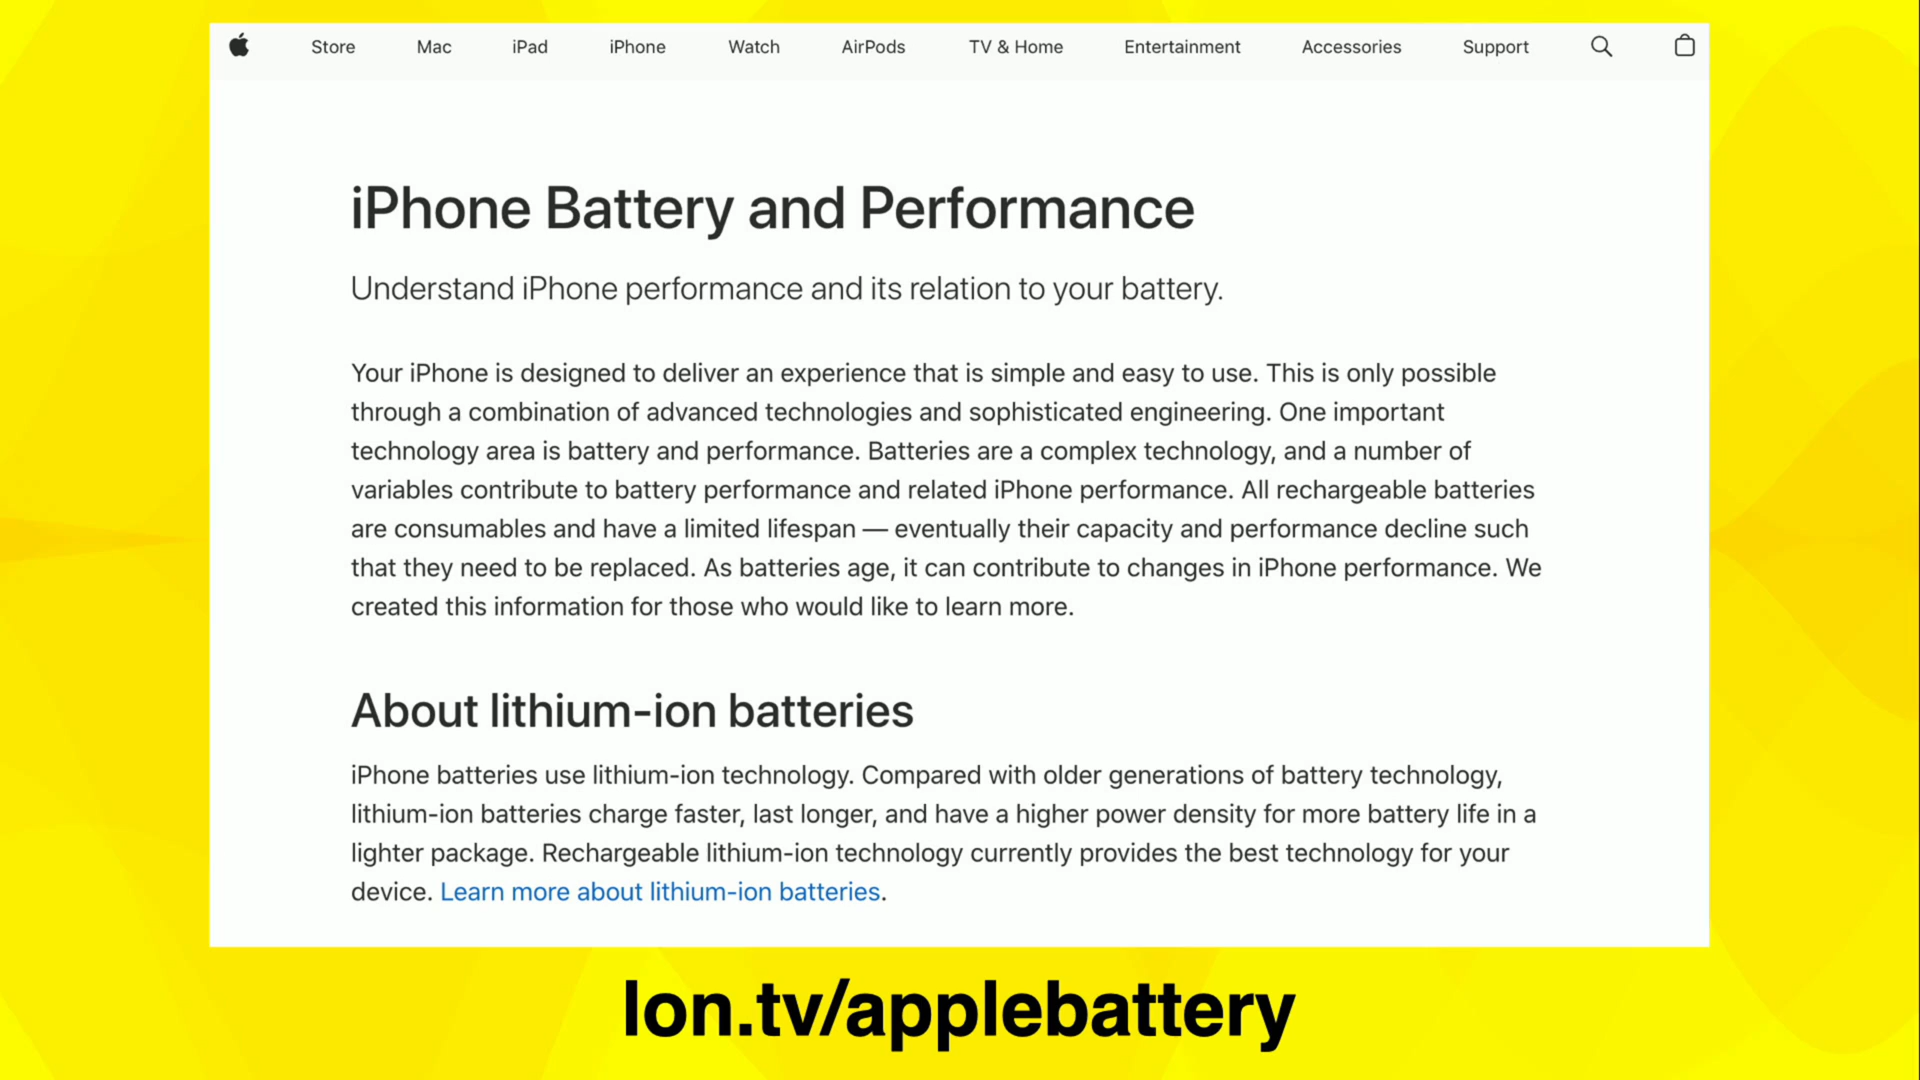 Store Mac iPad iPhone Watch AirPods TV & Home Entertainment Accessories Support
iPhone Battery and Performance
Understand iPhone performance and its relation to your battery.
Your iPhone is designed to deliver an experience that is simple and easy to use. This is only possible
through a combination of advanced technologies and sophisticated engineering. One important
technology area is battery and performance. Batteries are a complex technology, and a number of
variables contribute to battery performance and related iPhone performance. All rechargeable batteries
are consumables and have a limited lifespan — eventually their capacity and performance decline such
that they need to be replaced. As batteries age, it can contribute to changes in iPhone performance. We
created this information for those who would like to learn more.
About lithium-ion batteries
iPhone batteries use lithium-ion technology. Compared with older generations of battery technology,
lithium-ion batteries charge faster, last longer, and have a higher power density for more battery life in a
lighter package. Rechargeable lithium-ion technology currently provides the best technology for your
device. Learn more about lithium-ion batteries.
lon.tv/applebattery